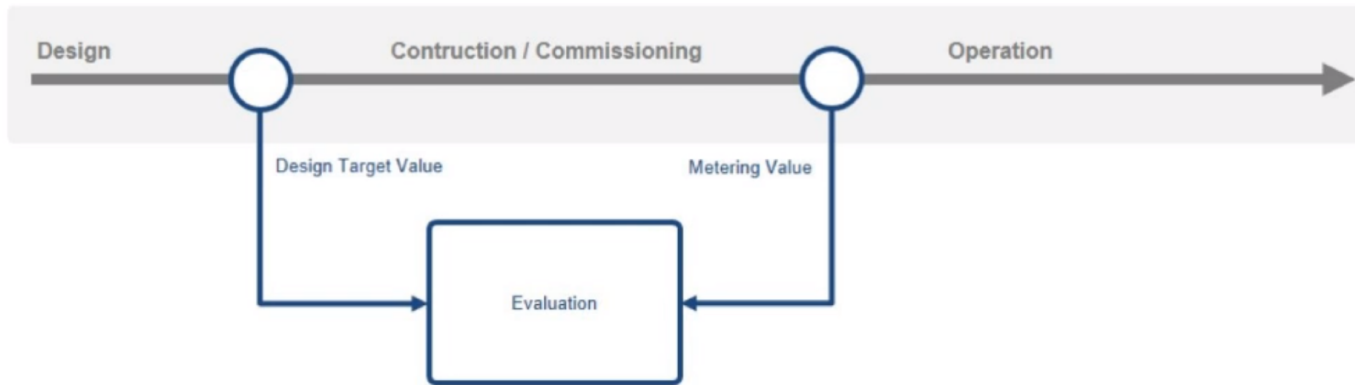 Design
Contruction / Commissioning
Operation
Design Target Value
Metering Value
Evaluation